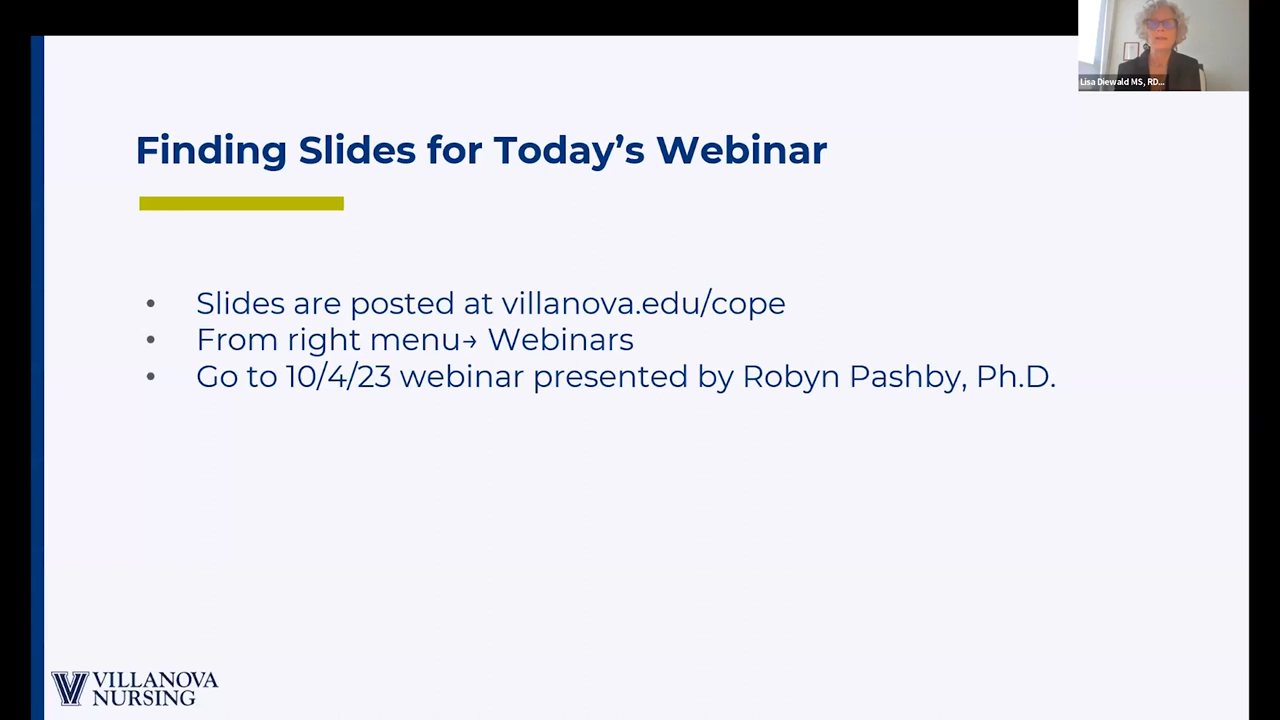 Lisa Diewald MS, RD...
Finding Slides for Today's Webinar
• Slides are posted at villanova.edu/cope
• From right menu→ Webinars
• Go to 10/4/23 webinar presented by Robyn Pashby, Ph.D.
VILLANOVA
NURSING